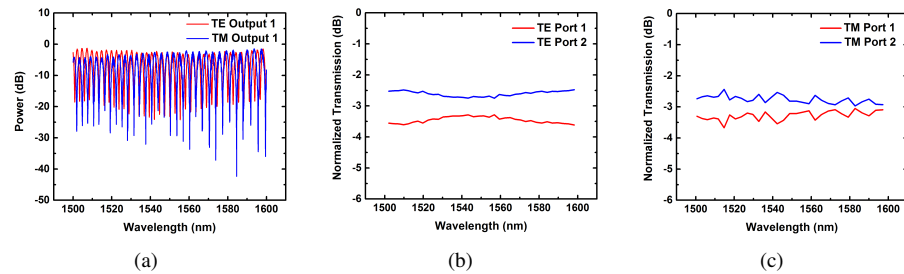 TE Output 1
TM Output 1
Power (dB)
10
0
-10
-20
-30
-40
-50
1500 1520 1540 1560 1580 1600
Wavelength (nm)
(a)
TE Port 1
TE Port 2
Normalized Transmission (dB)
0
-1
-2
-3
-4
-5
-6
1500 1520 1540 1560 1580 1600
Wavelength (nm)
(b)
TM Port 1
TM Port 2
Normalized Transmission (dB)
0
-1
-2
-3
-4
-5
-6
1500 1520 1540 1560 1580 1600
Wavelength (nm)
(c)